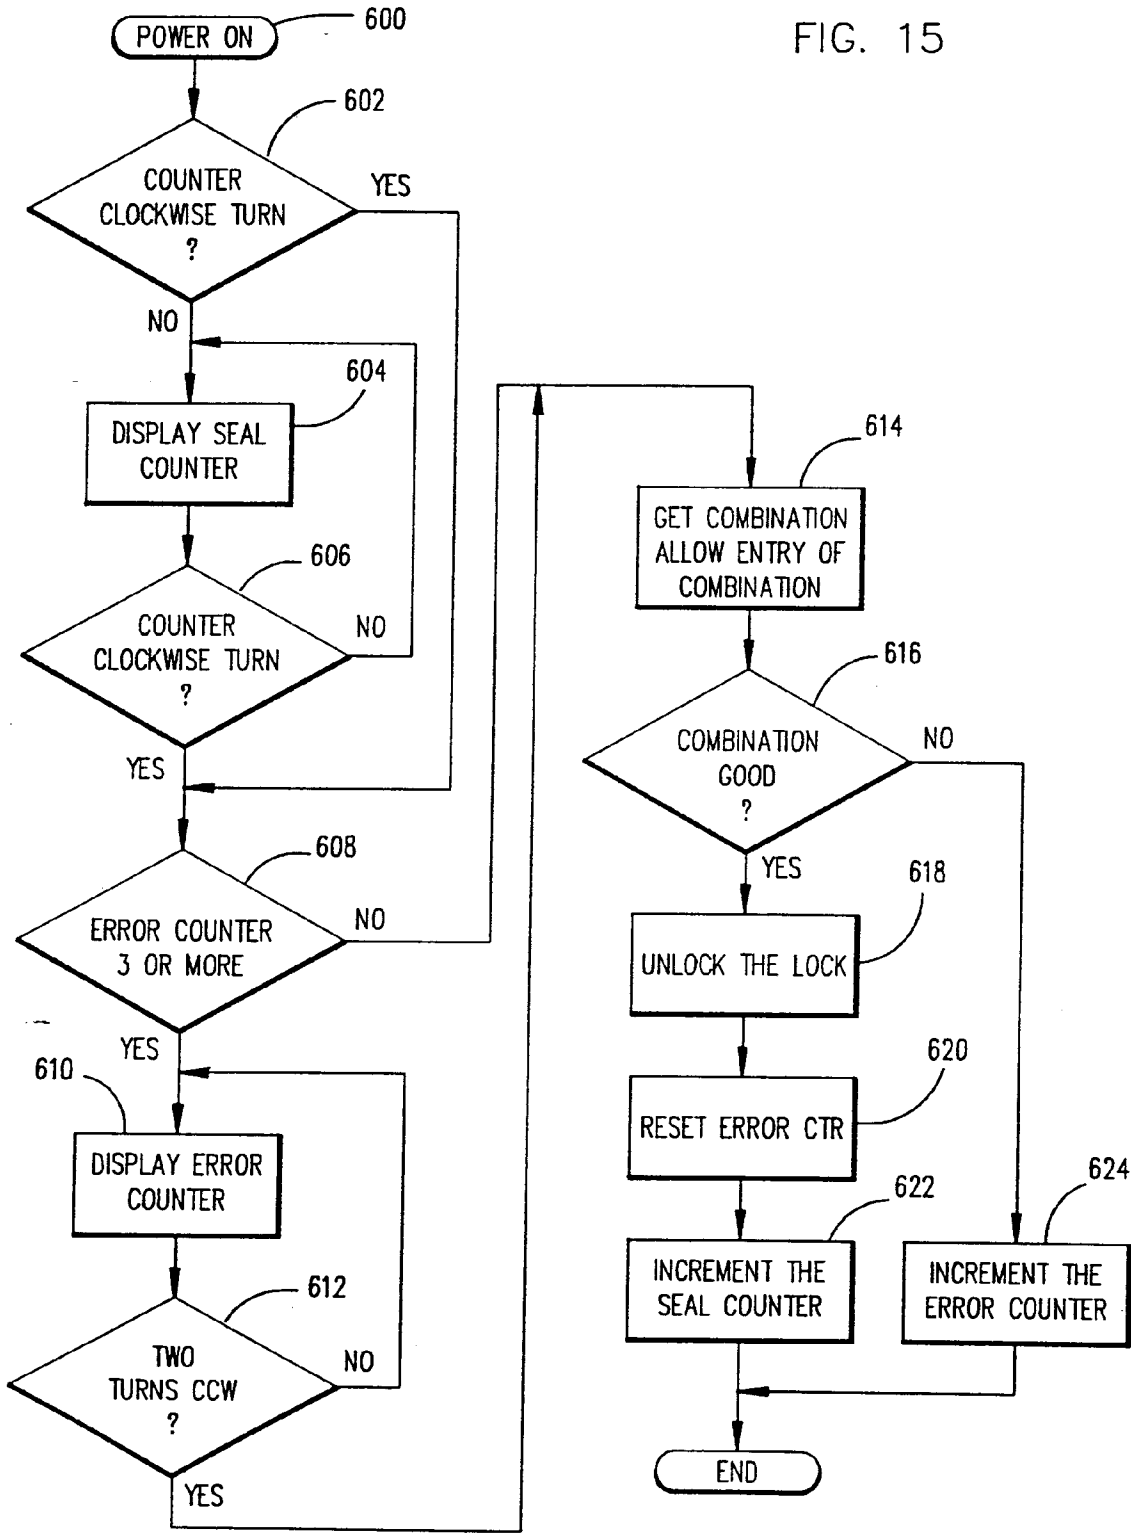 FIG. 15
POWER ON
600
602
COUNTER
CLOCKWISE TURN
?
YES
NO
604
DISPLAY SEAL
COUNTER
606
COUNTER
CLOCKWISE TURN
?
NO
YES
608
ERROR COUNTER
3 OR MORE
NO
YES
610
DISPLAY ERROR
COUNTER
612
TWO
TURNS CCW
?
NO
YES
614
GET COMBINATION
ALLOW ENTRY OF
COMBINATION
616
COMBINATION
GOOD
?
NO
YES
618
UNLOCK THE LOCK
620
RESET ERROR CTR
622
INCREMENT THE
SEAL COUNTER
624
INCREMENT THE
ERROR COUNTER
END